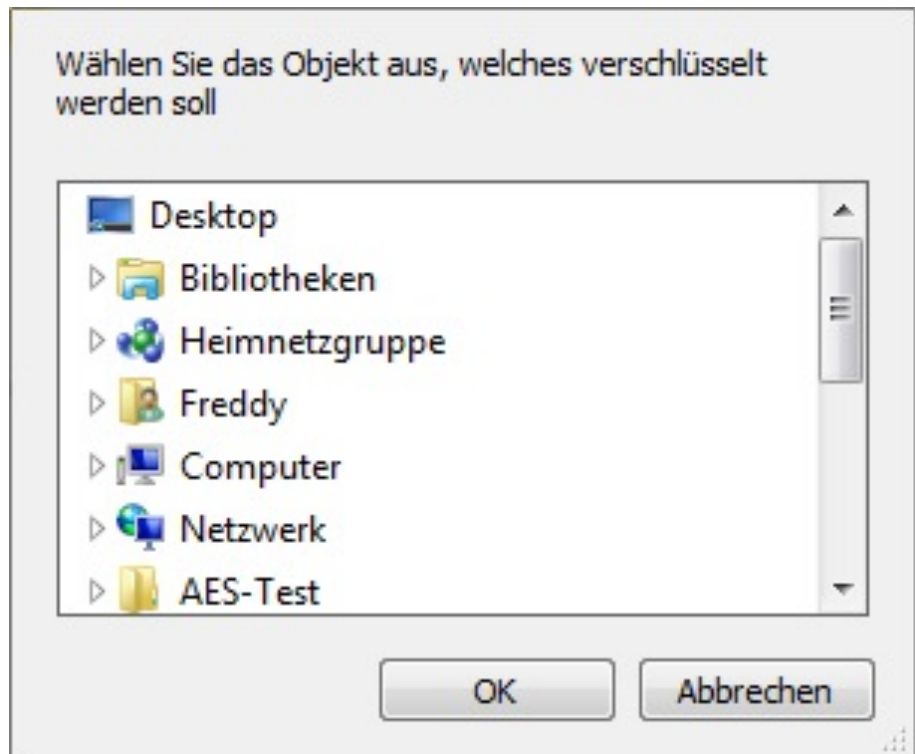 Wählen Sie das Objekt aus, welches verschlüsselt
werden soll
Desktop
Bibliotheken
Heimnetzgruppe
Freddy
Computer
Netzwerk
AES-Test
OK
Abbrechen